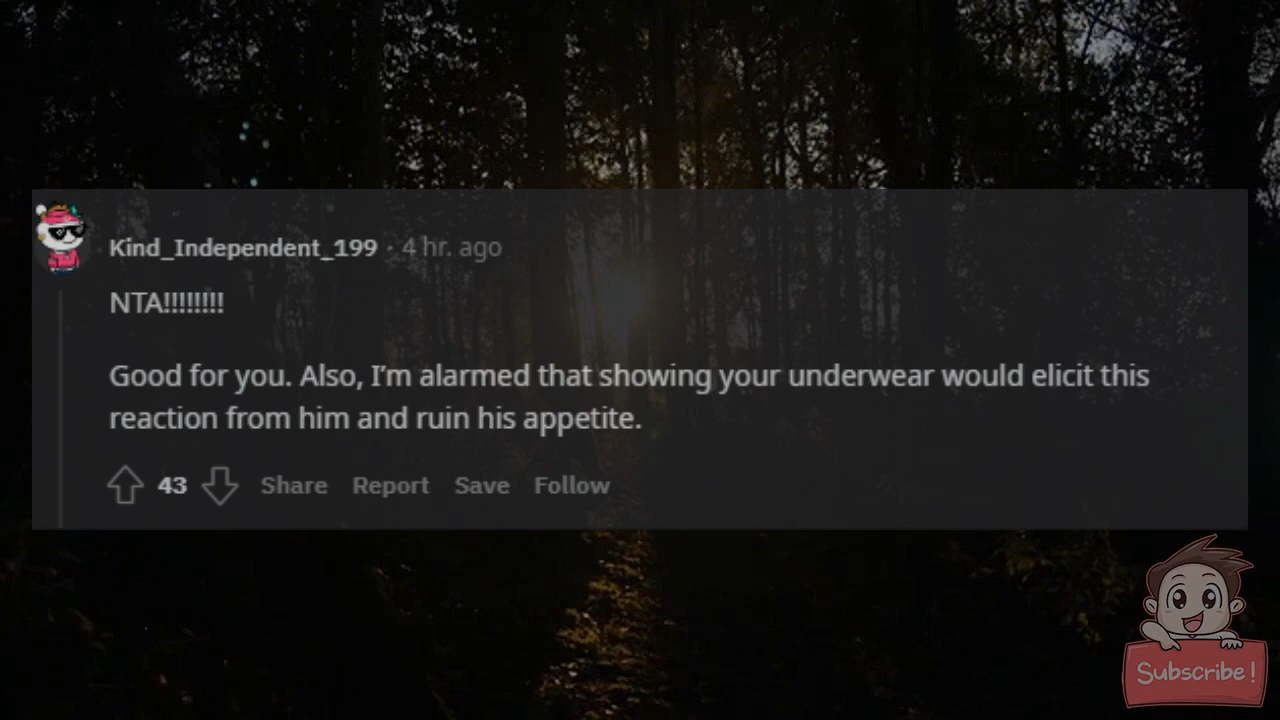 Kind_Independent_199 · 4 hr. ago
NTA!!!!!!!!
Good for you. Also, I’m alarmed that showing your underwear would elicit this
reaction from him and ruin his appetite.
43 Share Report Save Follow
Subscribe!